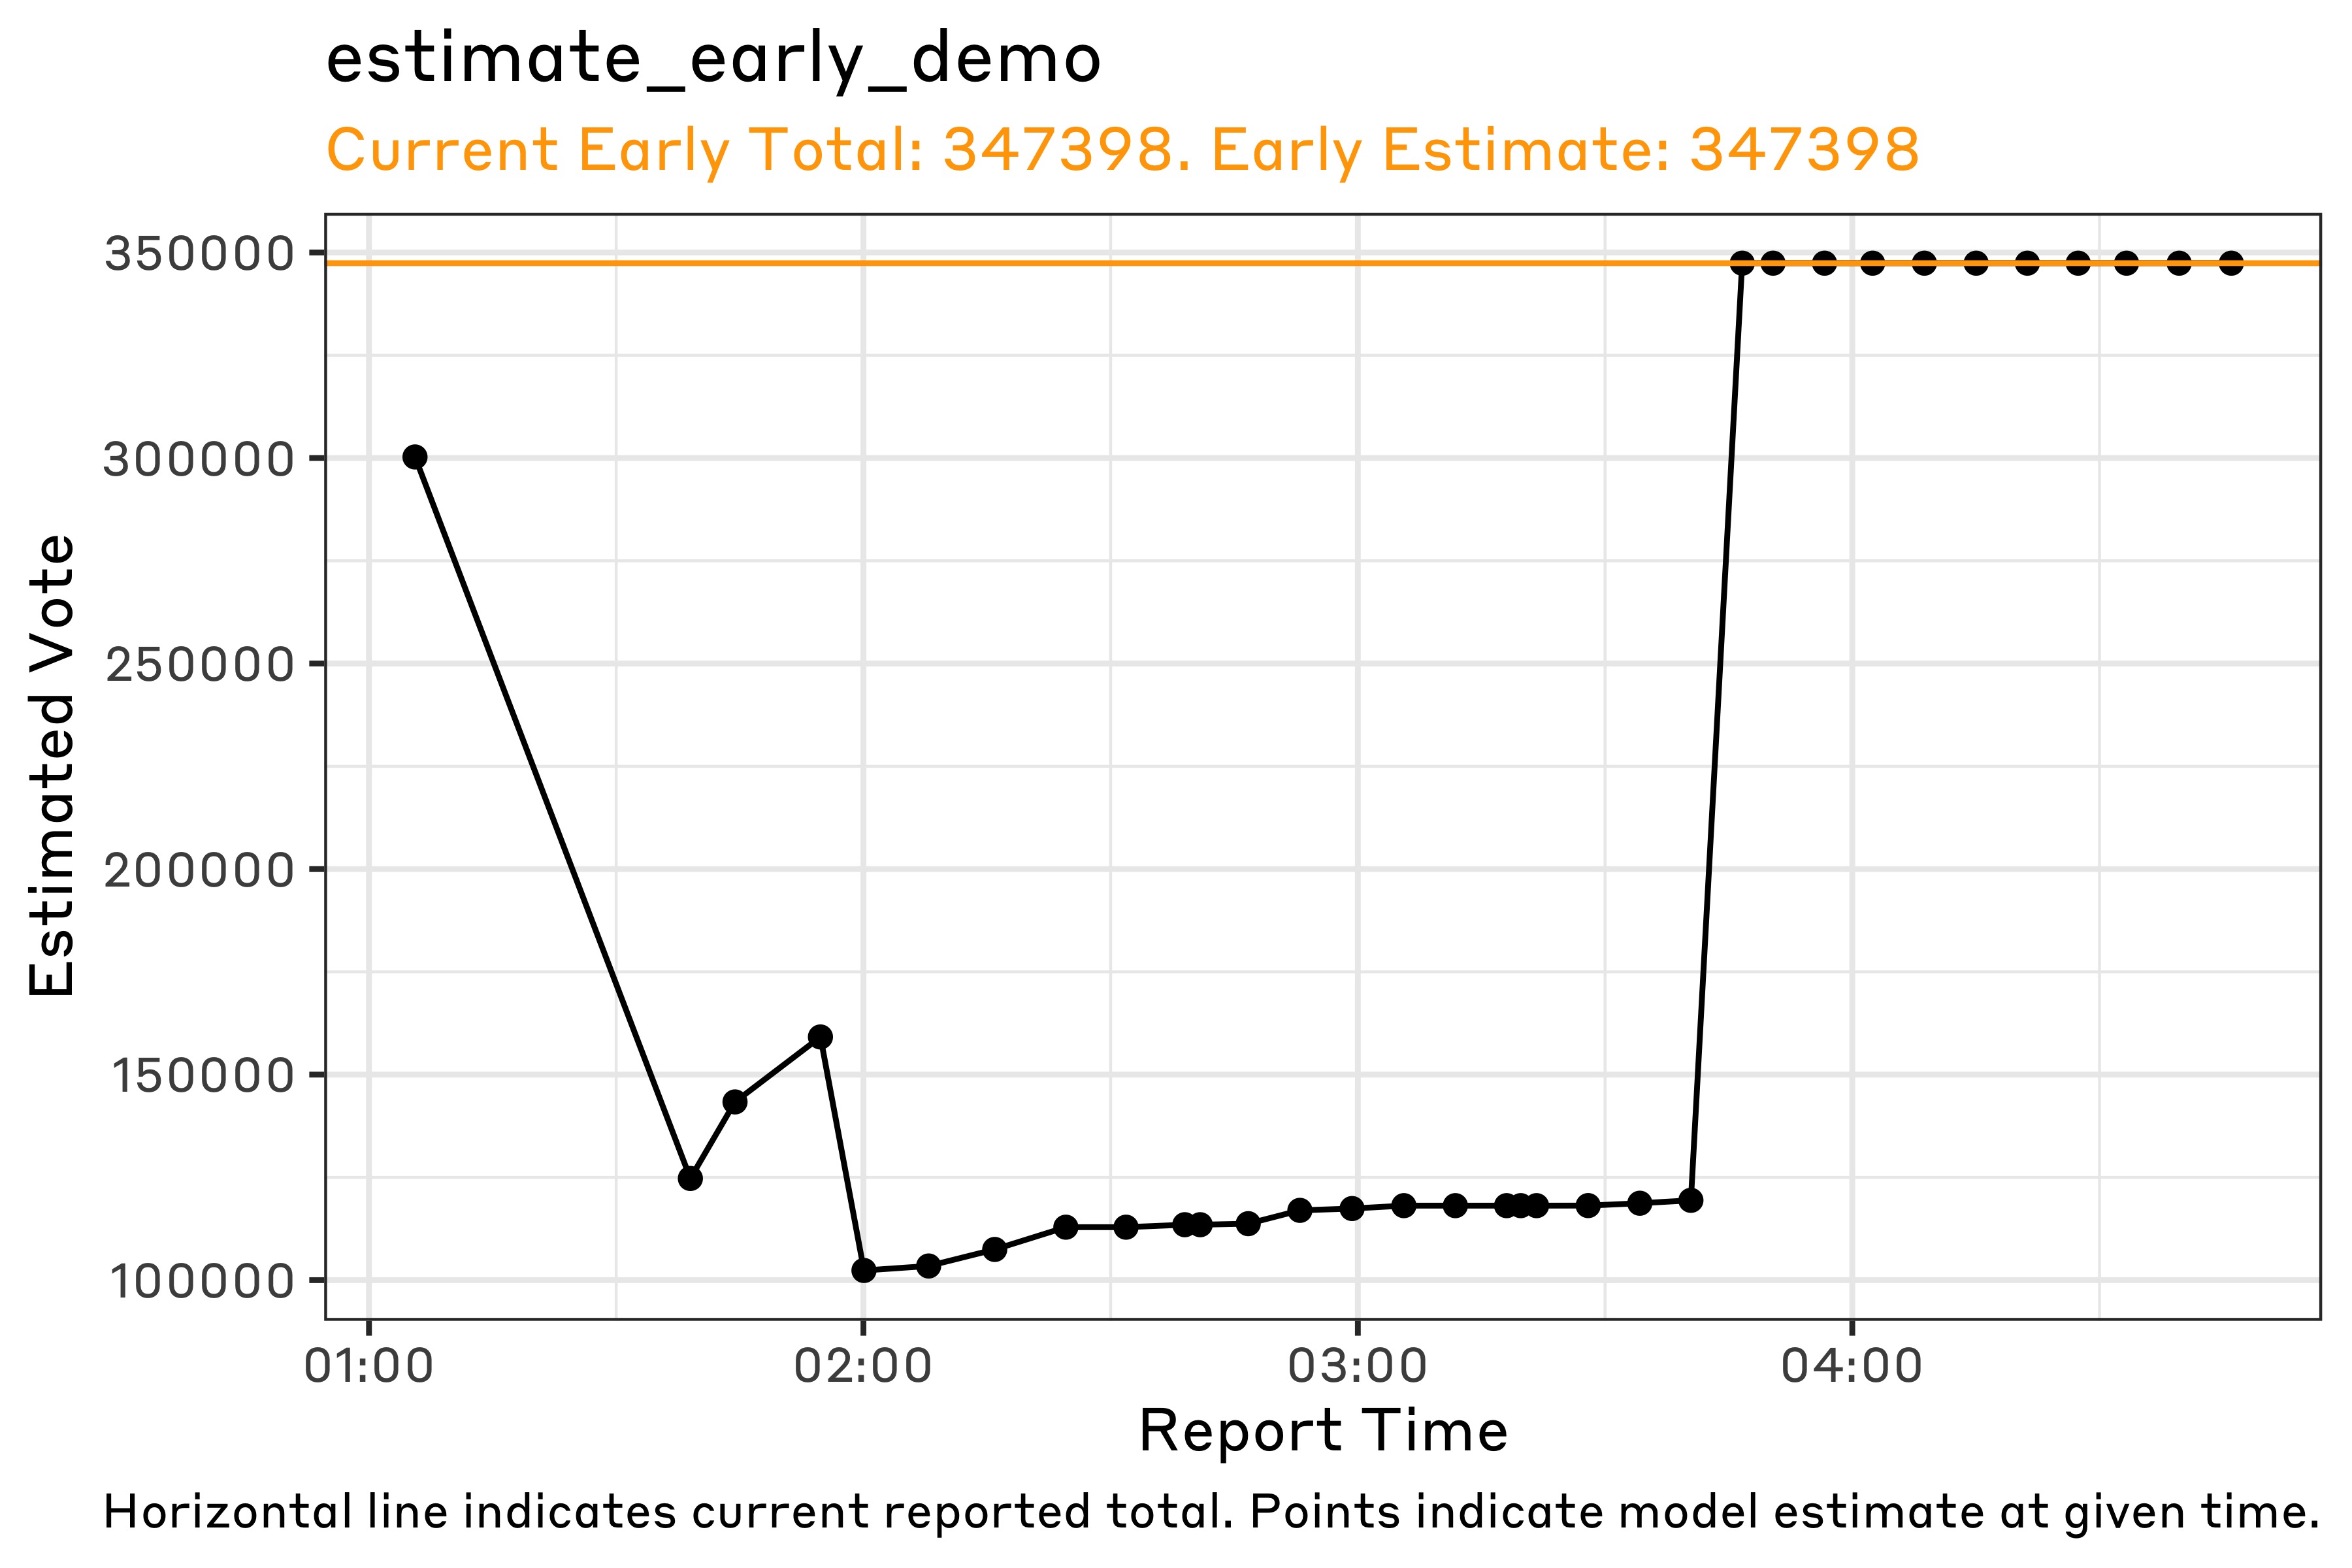 estimate_early_demo
Current Early Total: 347398. Early Estimate: 347398
Estimated Vote
350000
300000
250000
200000
150000
100000
01:00 02:00 03:00 04:00
Report Time
Horizontal line indicates current reported total. Points indicate model estimate at given time.